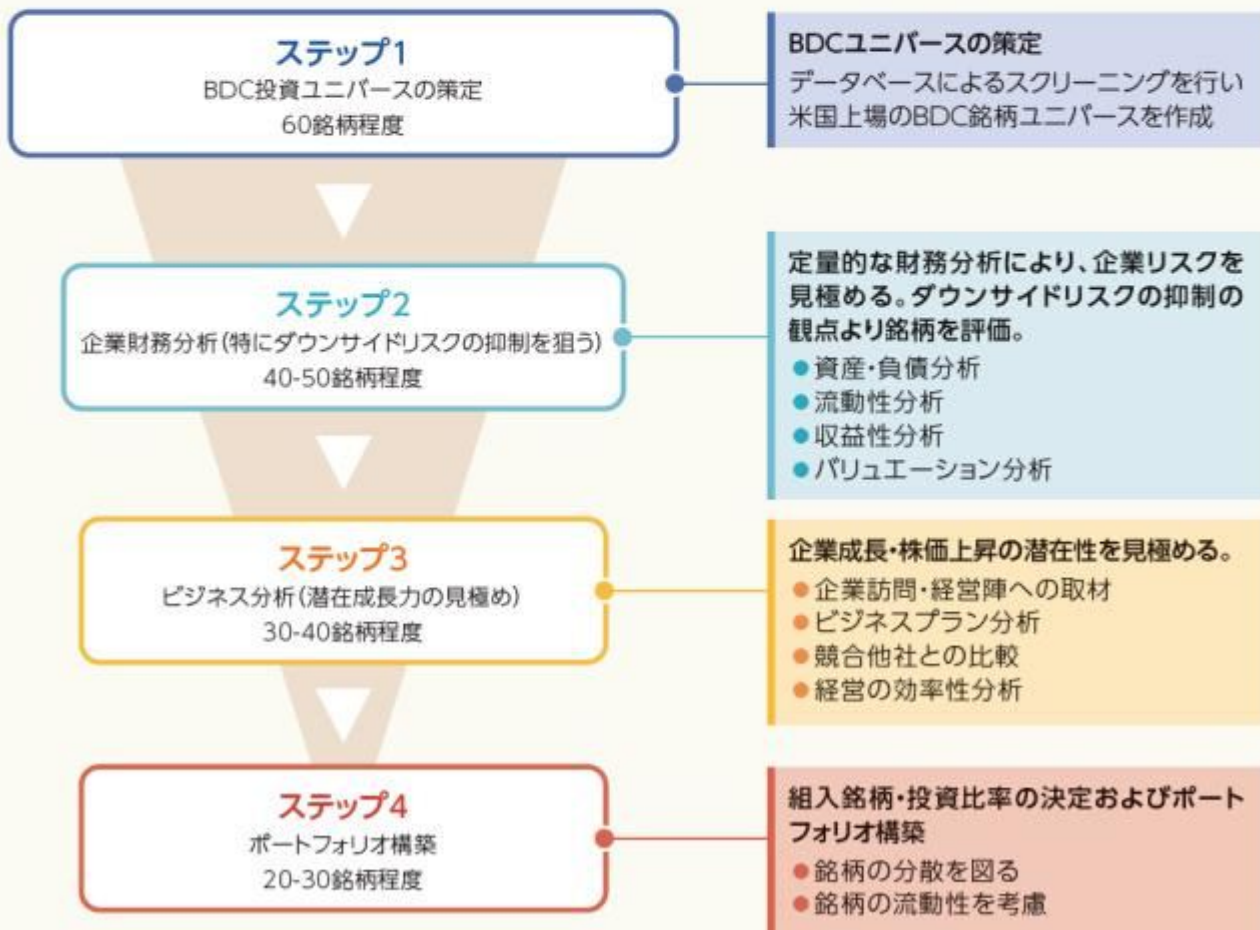 ステップ1
BDC投資ユニバースの策定
60銘柄程度
BDCユニバースの策定
データベースによるスクリーニングを行い
米国上場のBDC銘柄ユニバースを作成
ステップ2
企業財務分析(特にダウンサイドリスクの抑制を狙う)
40-50銘柄程度
定量的な財務分析により、企業リスクを
見極める。ダウンサイドリスクの抑制の
観点より銘柄を評価。
●資産・負債分析
●流動性分析
●収益性分析
●バリュエーション分析
ステップ3
ビジネス分析(潜在成長力の見極め)
30-40銘柄程度
企業成長・株価上昇の潜在性を見極める。
●企業訪問・経営陣への取材
●ビジネスプラン分析
●競合他社との比較
●経営の効率性分析
ステップ4
ポートフォリオ構築
20-30銘柄程度
組入銘柄・投資比率の決定およびポート
フォリオ構築
●銘柄の分散を図る
●銘柄の流動性を考慮